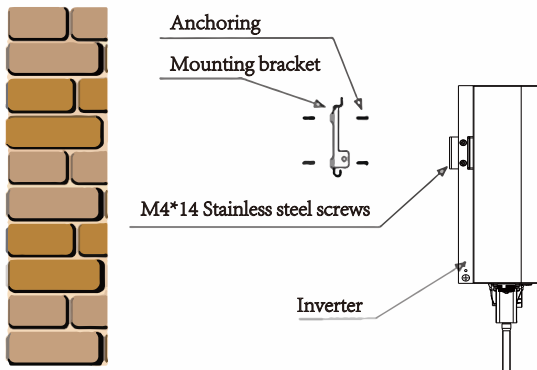 Anchoring
Mounting bracket
M4*14 Stainless steel screws
Inverter